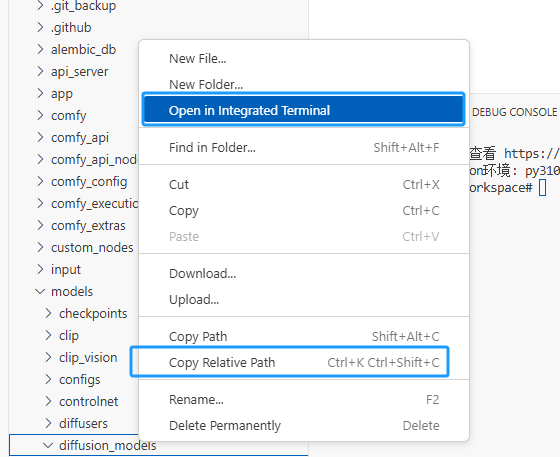 .git_backup
.github
alembic_db
api_server
app
comfy
comfy_api
comfy_api_nod
comfy_config
comfy_executio
comfy_extras
custom_nodes
input
models
checkpoints
clip
clip_vision
configs
controlnet
diffusers
diffusion_models
New File...
New Folder...
Open in Integrated Terminal
Find in Folder... Shift+Alt+F
Cut Ctrl+X
Copy Ctrl+C
Paste Ctrl+V
Download...
Upload...
Copy Path Shift+Alt+C
Copy Relative Path Ctrl+K Ctrl+Shift+C
Rename... F2
Delete Permanently Delete
DEBUG CONSOLE
查看 https://
on环境: py310
orkspace#